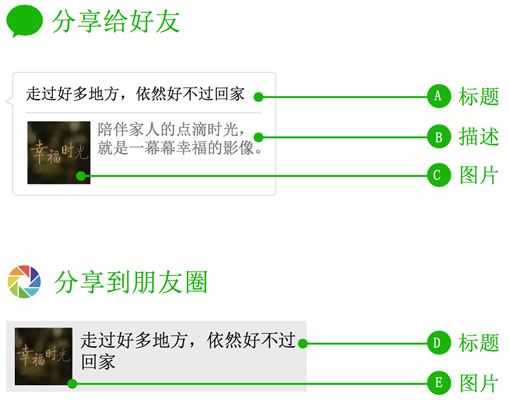 分享给好友
走过好多地方，依然好不过回家
A 标题
幸福时光
陪伴家人的点滴时光，
就是一幕幕幸福的影像。
B 描述
C 图片
分享到朋友圈
幸福时光
走过好多地方，依然好不过
回家
D 标题
E 图片